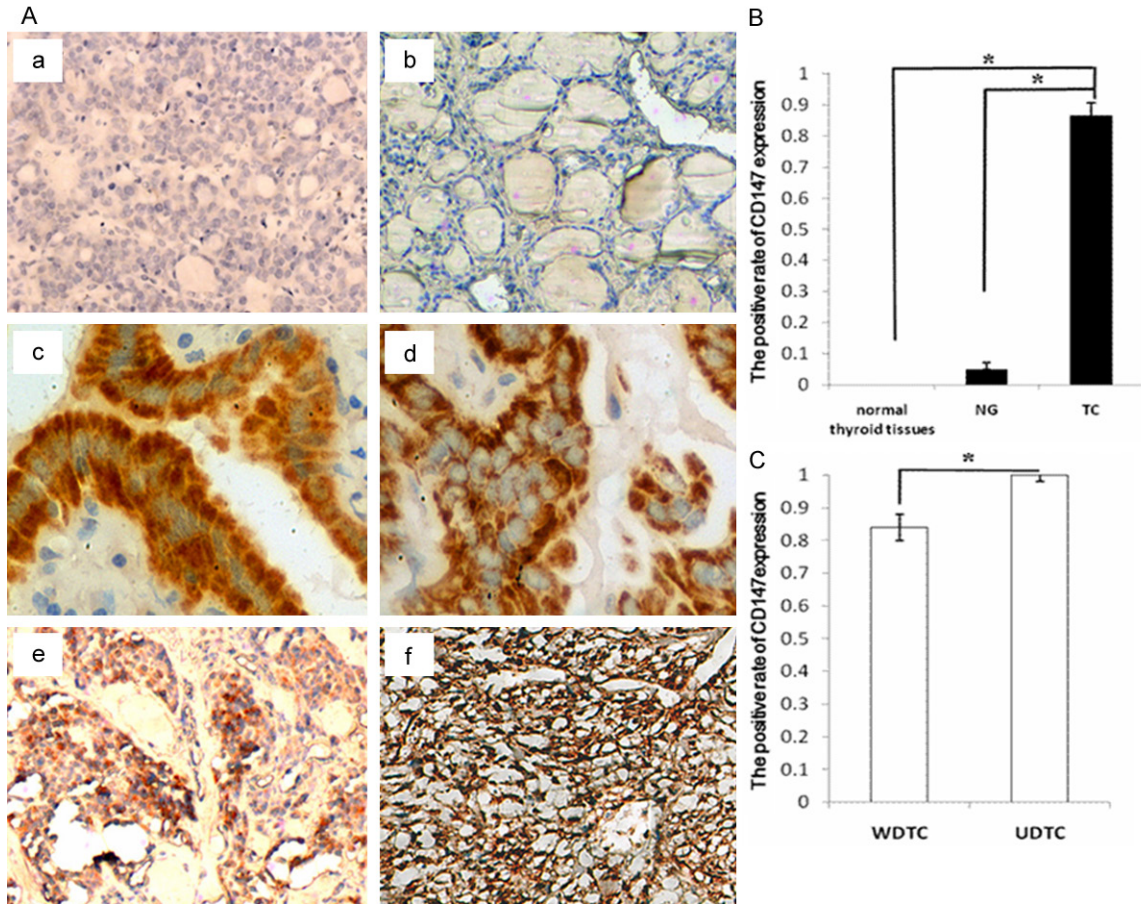 A
a
b
c
d
e
f
B
The positive rate of CD147 expression
1
0.9
0.8
0.7
0.6
0.5
0.4
0.3
0.2
0.1
0
*
*
normal
thyroid tissues
NG
TC
C
The positive rate of CD147expression
1
0.9
0.8
0.7
0.6
0.5
0.4
0.3
0.2
0.1
0
*
WDTC
UDTC